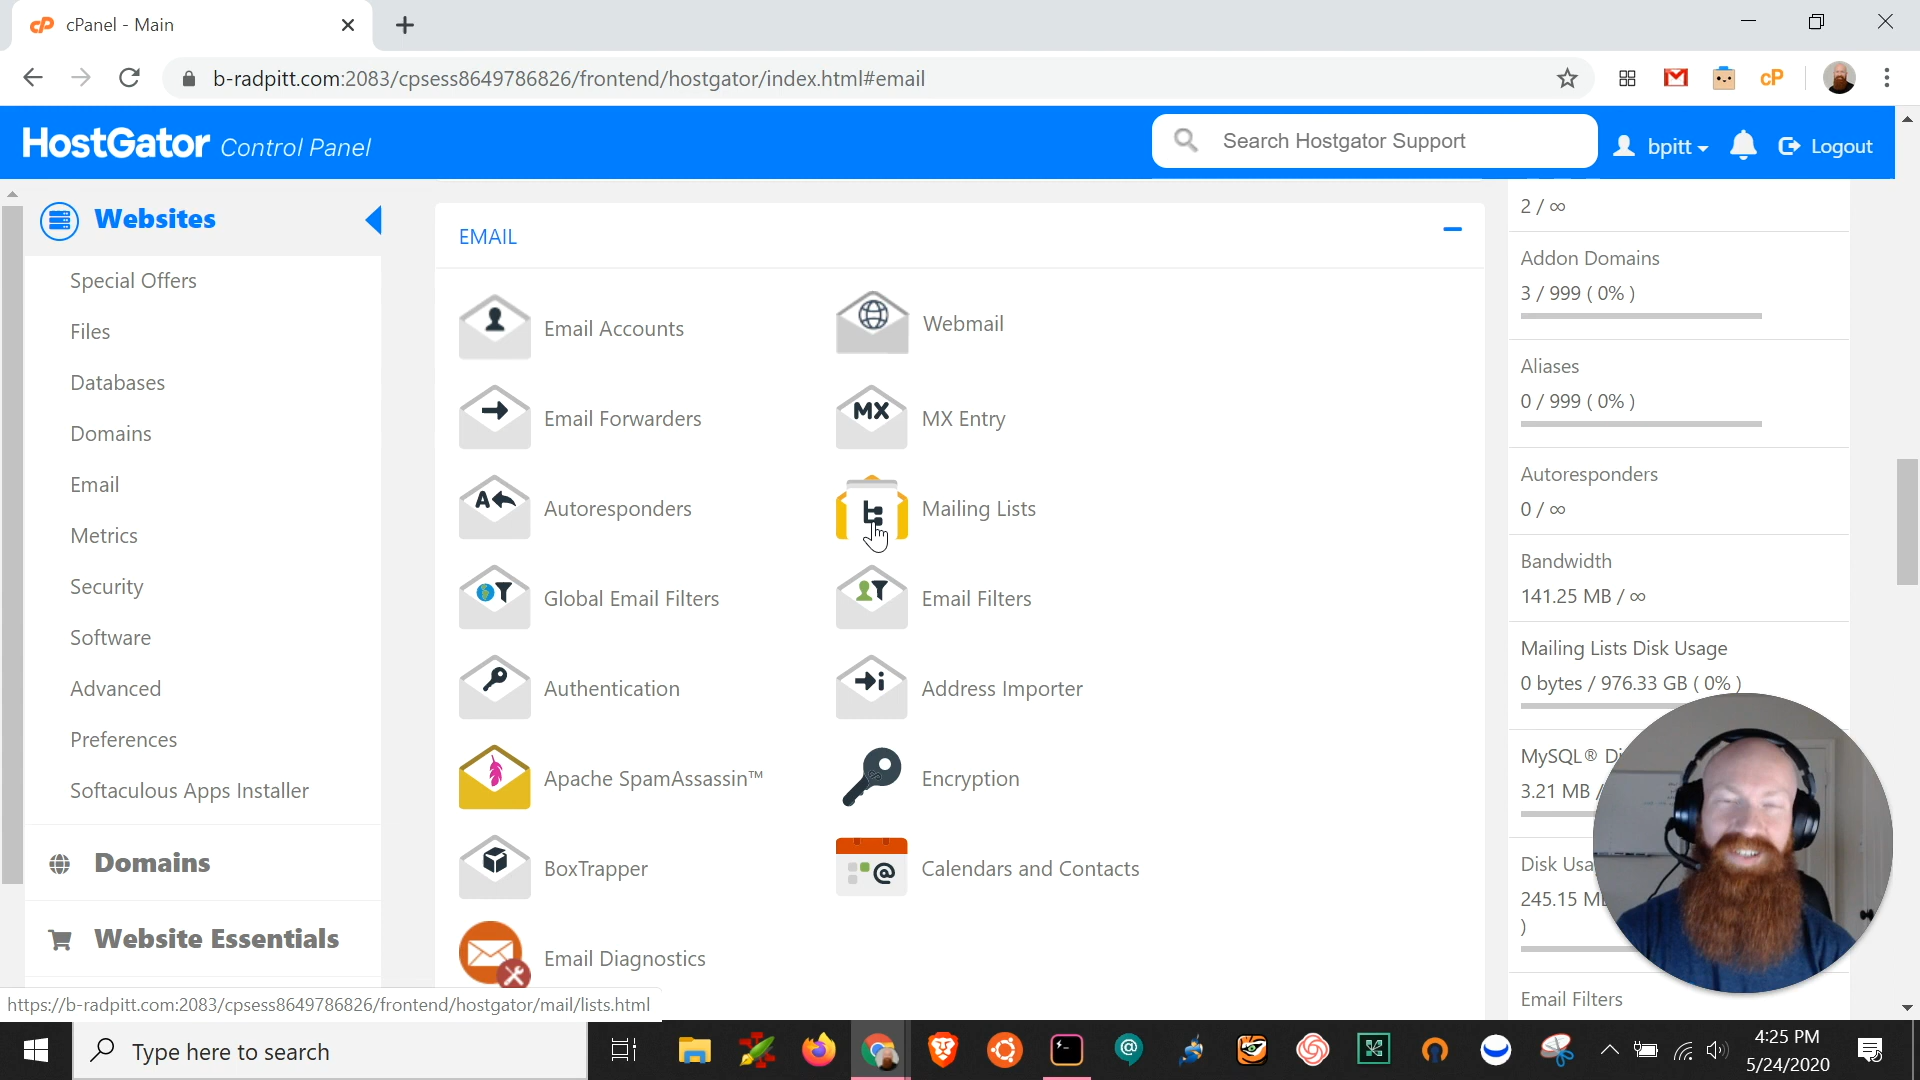 cP cPanel - Main
b-radpitt.com:2083/cpsess8649786826/frontend/hostgator/index.html#email
cP
HostGator Control Panel
Search Hostgator Support
bpitt
Logout
Websites
Special Offers
Files
Databases
Domains
Email
Metrics
Security
Software
Advanced
Preferences
Softaculous Apps Installer
Domains
Website Essentials
EMAIL
Email Accounts
Webmail
Email Forwarders
MX
MX Entry
A
Autoresponders
Mailing Lists
Global Email Filters
Email Filters
Authentication
Address Importer
Apache SpamAssassin™
Encryption
BoxTrapper
@
Calendars and Contacts
Email Diagnostics
2 / ∞
Addon Domains
3 / 999 ( 0% )
Aliases
0 / 999 ( 0% )
Autoresponders
0 / ∞
Bandwidth
141.25 MB / ∞
Mailing Lists Disk Usage
0 bytes / 976.33 GB ( 0% )
MySQL® Di
3.21 MB /
Disk Usa
245.15 M
)
Email Filters
https://b-radpitt.com:2083/cpsess8649786826/frontend/hostgator/mail/lists.html
Type here to search
4:25 PM
5/24/2020